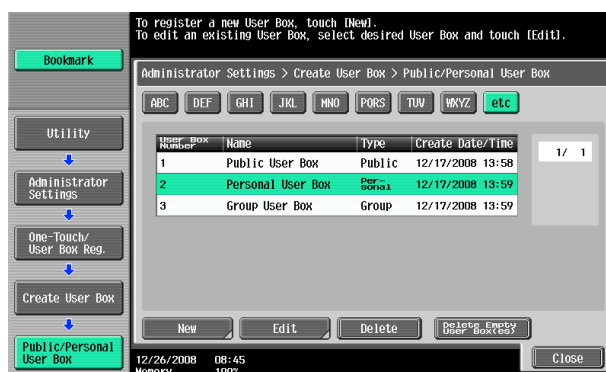 To register a new User Box, touch [New].
To edit an existing User Box, select desired User Box and touch [Edit].
Bookmark
Administrator Settings > Create User Box > Public/Personal User Box
ABC DEF GHI JKL MNO PQRS TUV WXYZ etc
Utility
Administrator
Settings
One-Touch/
User Box Reg.
Create User Box
Public/Personal
User Box
User Box
Number Name Type Create Date/Time
1/ 1
1 Public User Box Public 12/17/2008 13:58
2 Personal User Box Per-
sonal 12/17/2008 13:59
3 Group User Box Group 12/17/2008 13:59
New Edit Delete Delete Empty
User Box(es)
12/26/2008 08:45
Memory 100%
Close